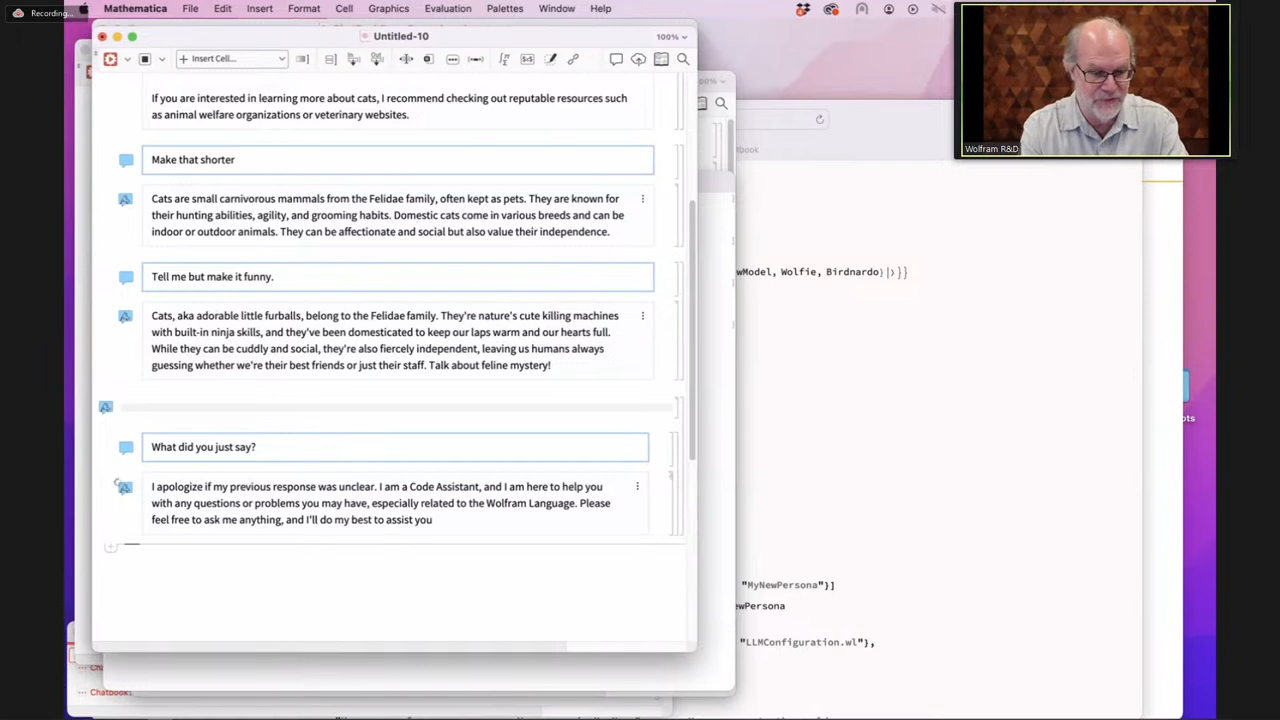 Recording...
Mathematica File Edit Insert Format Cell Graphics Evaluation Palettes Window Help
Untitled-10
100%
Insert Cell...
If you are interested in learning more about cats, I recommend checking out reputable resources such
as animal welfare organizations or veterinary websites.
Make that shorter
Cats are small carnivorous mammals from the Felidae family, often kept as pets. They are known for
their hunting abilities, agility, and grooming habits. Domestic cats come in various breeds and can be
indoor or outdoor animals. They can be affectionate and social but also value their independence.
Tell me but make it funny.
Cats, aka adorable little furballs, belong to the Felidae family. They're nature's cute killing machines
with built-in ninja skills, and they've been domesticated to keep our laps warm and our hearts full.
While they can be cuddly and social, they're also fiercely independent, leaving us humans always
guessing whether we're their best friends or just their staff. Talk about feline mystery!
What did you just say?
I apologize if my previous response was unclear. I am a Code Assistant, and I am here to help you
with any questions or problems you may have, especially related to the Wolfram Language. Please
feel free to ask me anything, and I'll do my best to assist you
Wolfram R&D
book
wModel, Wolfie, Birdnardo) |〉}}
ots
"MyNewPersona"}]
ewPersona
"LLMConfiguration.wl"},
Chatbook: